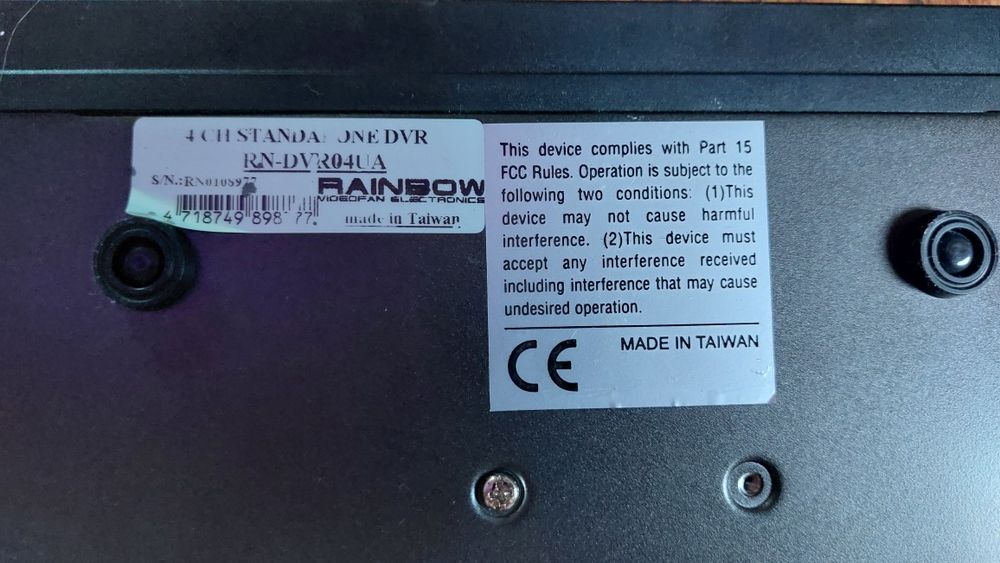 4 CH STANDA ONE DVR
RN-DVR04UA
S/N.:RN0108977
RAINBOW
VIDEOFAN ELECTRONICS
4 718749 898 77
made in Taiwan
This device complies with Part 15
FCC Rules. Operation is subject to the
following two conditions: (1)This
device may not cause harmful
interference. (2)This device must
accept any interference received
including interference that may cause
undesired operation.
CE
MADE IN TAIWAN